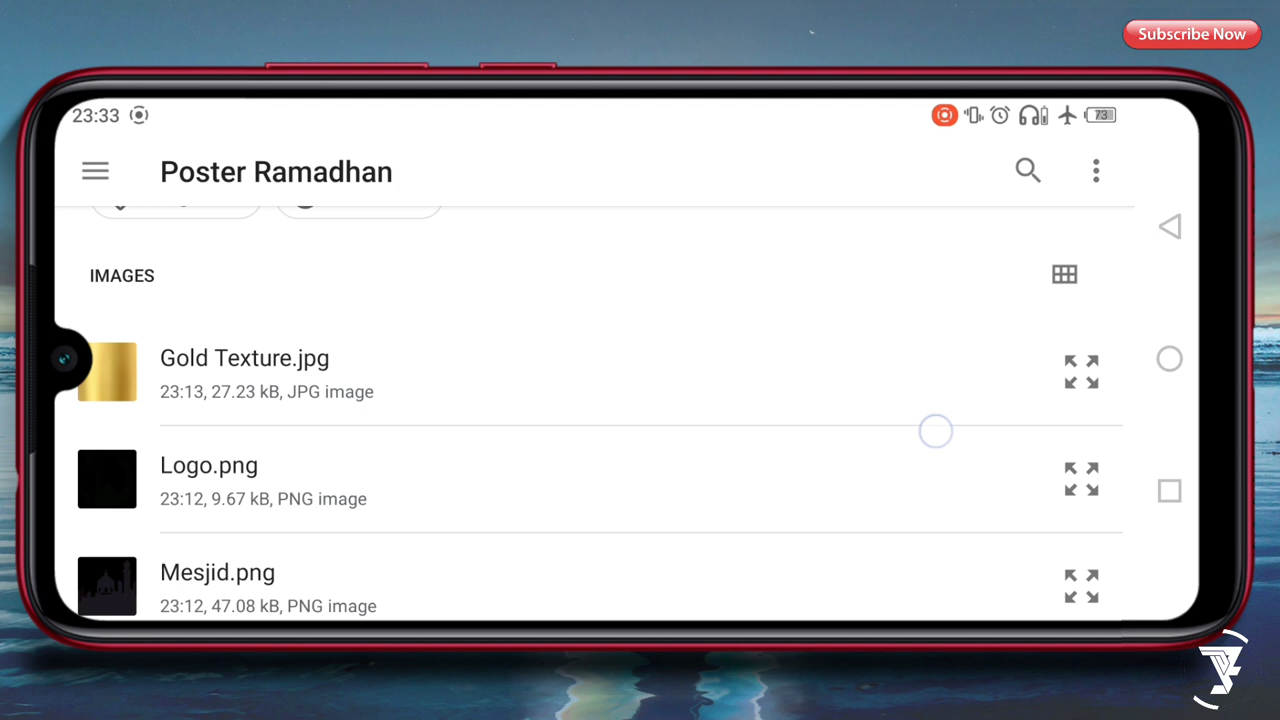 Subscribe Now
23:33
73
Poster Ramadhan
IMAGES
Gold Texture.jpg
23:13, 27.23 kB, JPG image
Logo.png
23:12, 9.67 kB, PNG image
Mesjid.png
23:12, 47.08 kB, PNG image